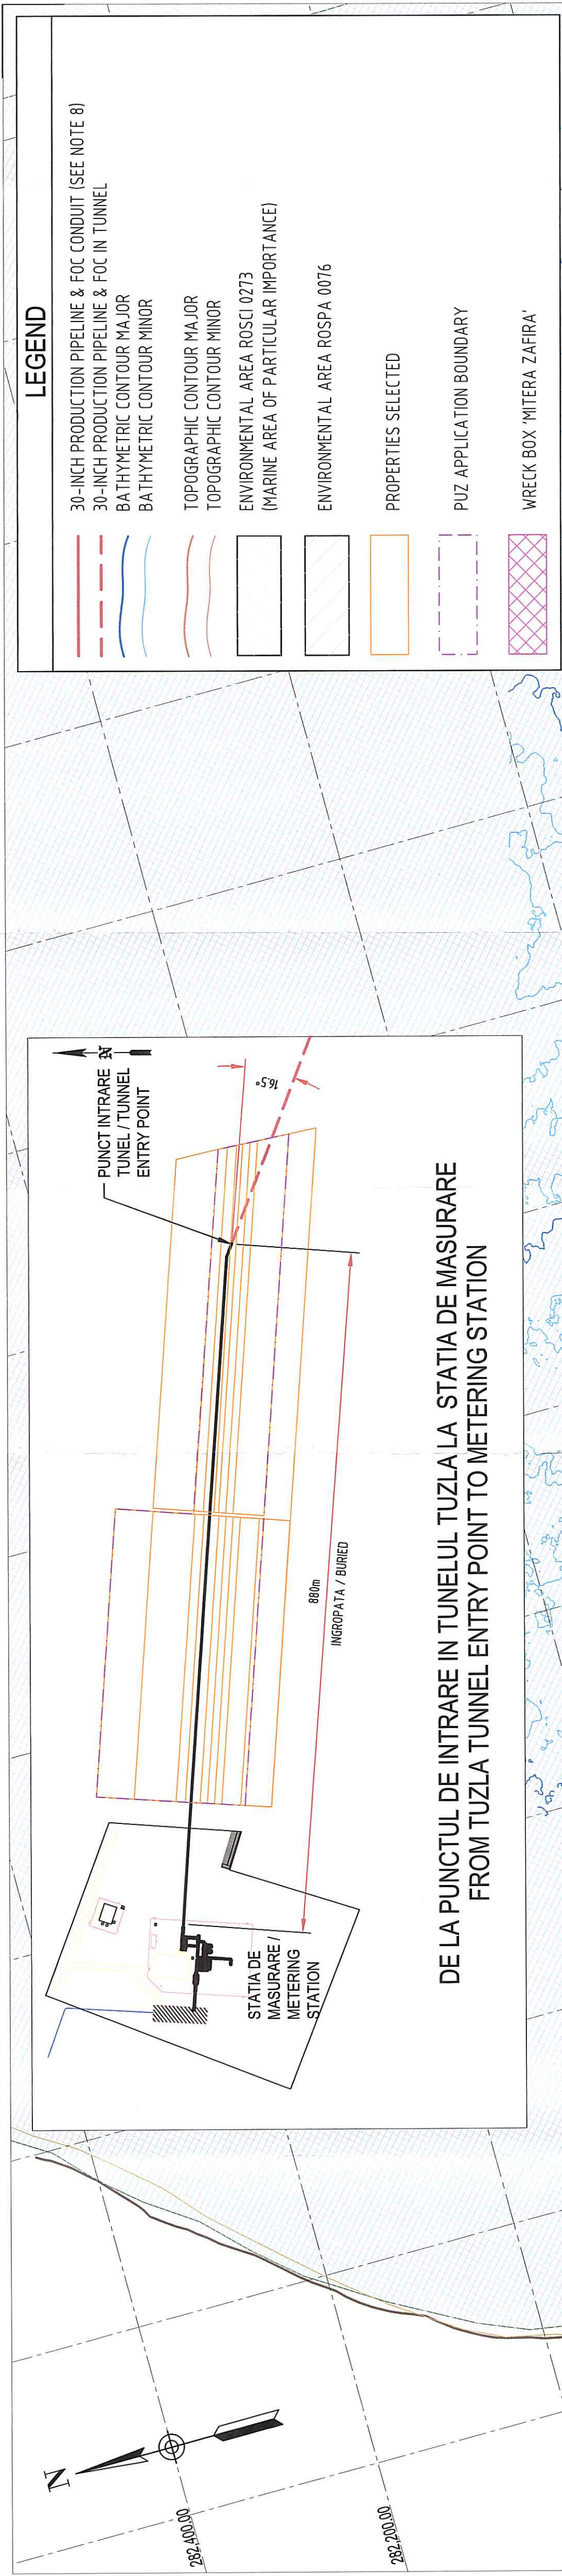 LEGEND
30-INCH PRODUCTION PIPELINE & FOC CONDUIT (SEE NOTE 8)
30-INCH PRODUCTION PIPELINE & FOC IN TUNNEL
BATHYMETRIC CONTOUR MAJOR
BATHYMETRIC CONTOUR MINOR
TOPOGRAPHIC CONTOUR MAJOR
TOPOGRAPHIC CONTOUR MINOR
ENVIRONMENTAL AREA ROSCI 0273
(MARINE AREA OF PARTICULAR IMPORTANCE)
ENVIRONMENTAL AREA ROSPA 0076
PROPERTIES SELECTED
PUZ APPLICATION BOUNDARY
WRECK BOX 'MITERA ZAFIRA'
N
PUNCT INTRARE
TUNEL / TUNNEL
ENTRY POINT
16.5°
880m
INGROPATA / BURIED
STATIA DE
MASURARE /
METERING
STATION
DE LA PUNCTUL DE INTRARE IN TUNELUL TUZLA LA STATIA DE MASURARE
FROM TUZLA TUNNEL ENTRY POINT TO METERING STATION
N
282,400.00
282,200.00